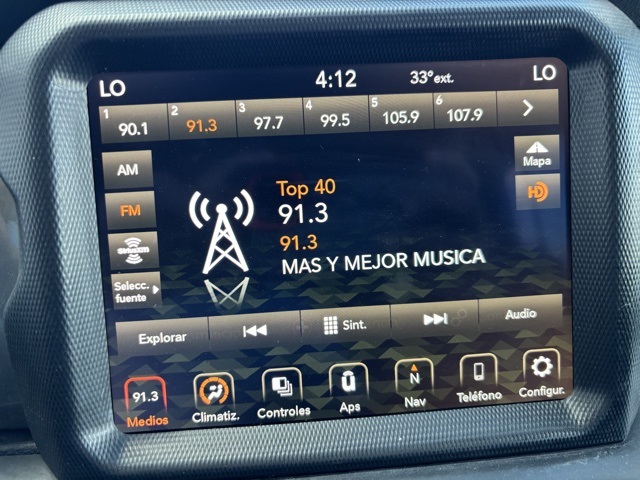 LO 4:12 33°ext. LO
1 90.1 2 91.3 3 97.7 4 99.5 5 105.9 6 107.9
AM
FM
SiriusXM
Selecc.
fuente
Top 40
91.3
91.3
MAS Y MEJOR MUSICA
Mapa
HD
Explorar Sint. Audio
91.3 N
Medios Climatiz. Controles Aps Nav Teléfono Configur.